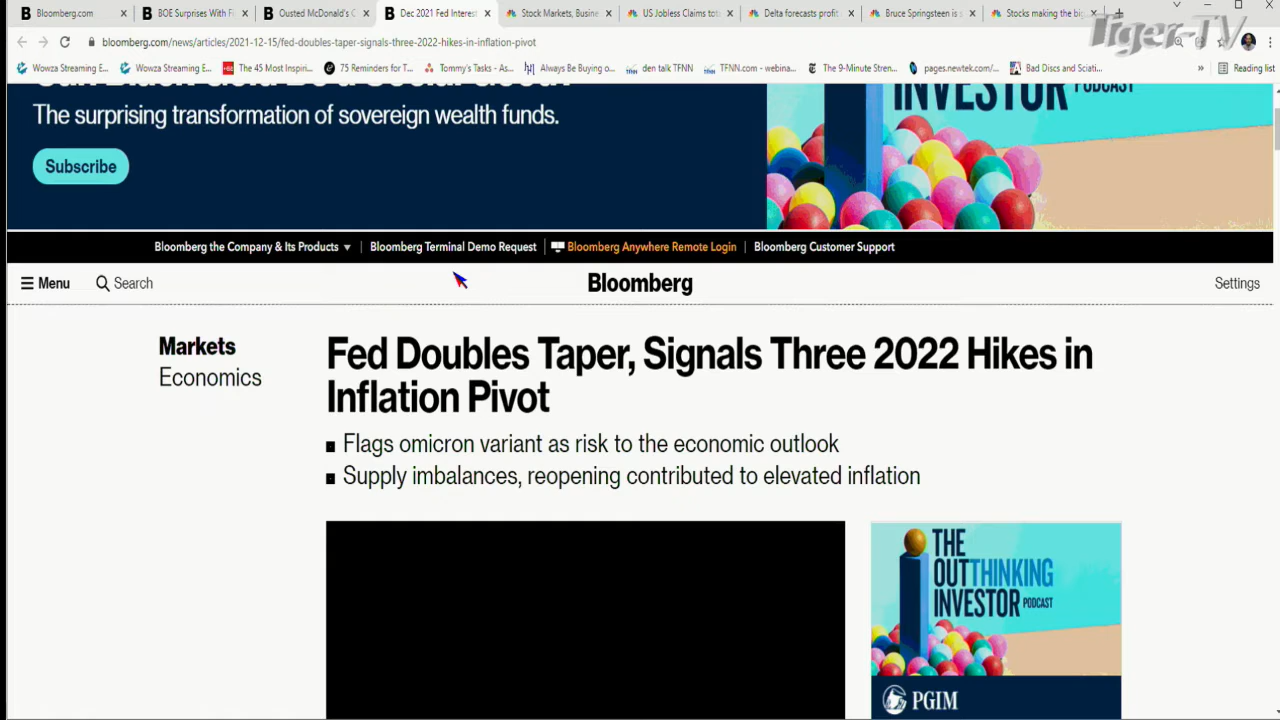 Bloomberg.com
BOE Surprises With Fi
Ousted McDonald's C
Dec 2021 Fed Interest
Stock Markets, Busine
US Jobless Claims tot
Delta forecasts profit
Bruce Springsteen is s
Stocks making the big
Tiger-TV
bloomberg.com/news/articles/2021-12-15/fed-doubles-taper-signals-three-2022-hikes-in-inflation-pivot
Wowza Streaming E...
Wowza Streaming E...
The 45 Most Inspiri...
75 Reminders for T...
Tommy's Tasks - As...
Always Be Buying o...
den talk TFNN
TFNN.com - webina...
The 9-Minute Stren...
pages.newtek.com/...
Bad Discs and Sciati...
»
Reading list
INVESTOR PODCAST
The surprising transformation of sovereign wealth funds.
Subscribe
Bloomberg the Company & Its Products ▼ | Bloomberg Terminal Demo Request | Bloomberg Anywhere Remote Login | Bloomberg Customer Support
Menu
Search
Bloomberg
Settings
Markets
Economics
Fed Doubles Taper, Signals Three 2022 Hikes in
Inflation Pivot
Flags omicron variant as risk to the economic outlook
Supply imbalances, reopening contributed to elevated inflation
THE
OUTTHINKING
INVESTOR PODCAST
PGIM